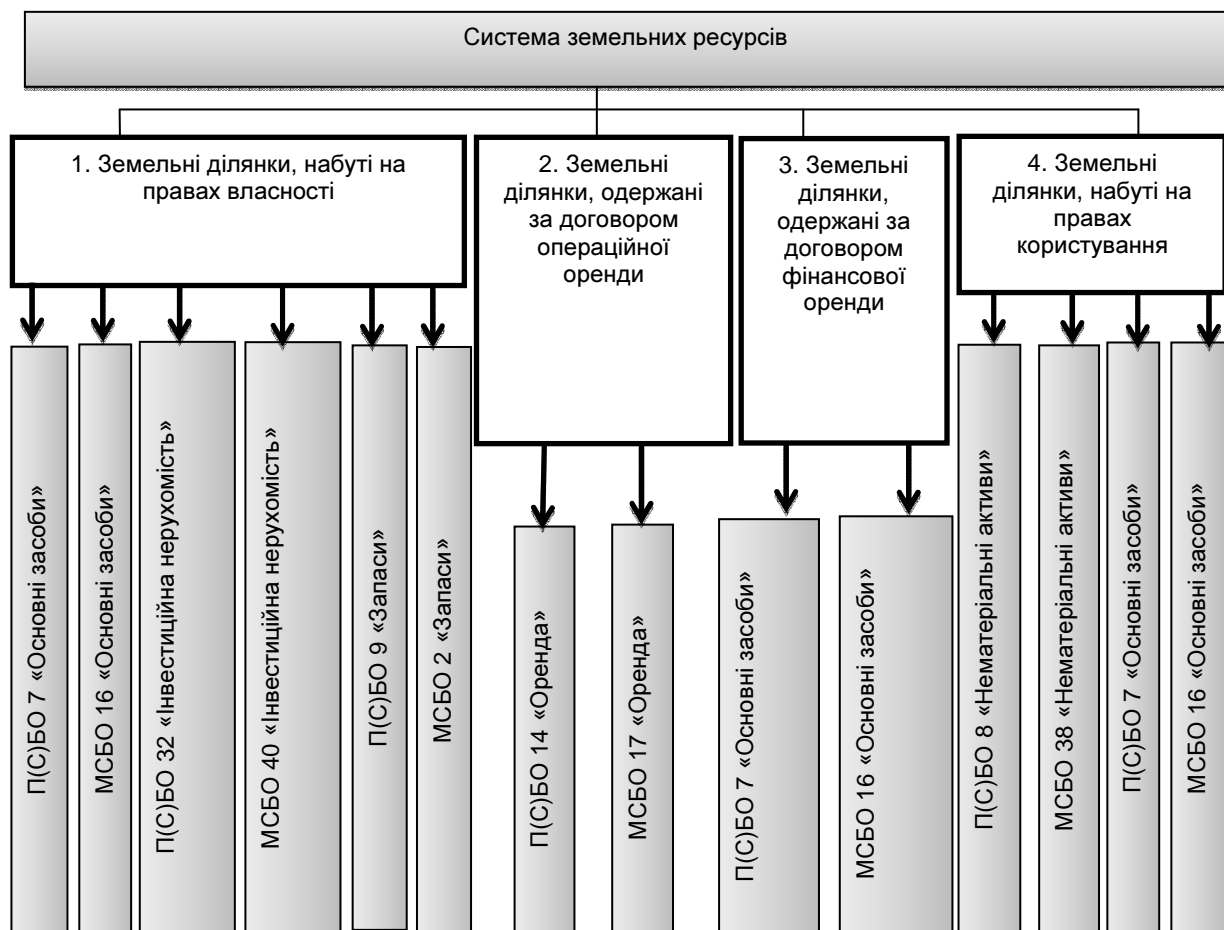 Система земельних ресурсів
1. Земельні ділянки, набуті на
правах власності
2. Земельні
ділянки, одержані
за договором
операційної
оренди
3. Земельні
ділянки,
одержані за
договором
фінансової
оренди
4. Земельні
ділянки, набуті на
правах
користування
П(С)БО 7 «Основні засоби»
МСБО 16 «Основні засоби»
П(С)БО 32 «Інвестиційна нерухомість»
МСБО 40 «Інвестиційна нерухомість»
П(С)БО 9 «Запаси»
МСБО 2 «Запаси»
П(С)БО 14 «Оренда»
МСБО 17 «Оренда»
П(С)БО 7 «Основні засоби»
МСБО 16 «Основні засоби»
П(С)БО 8 «Нематеріальні активи»
МСБО 38 «Нематеріальні активи»
П(С)БО 7 «Основні засоби»
МСБО 16 «Основні засоби»